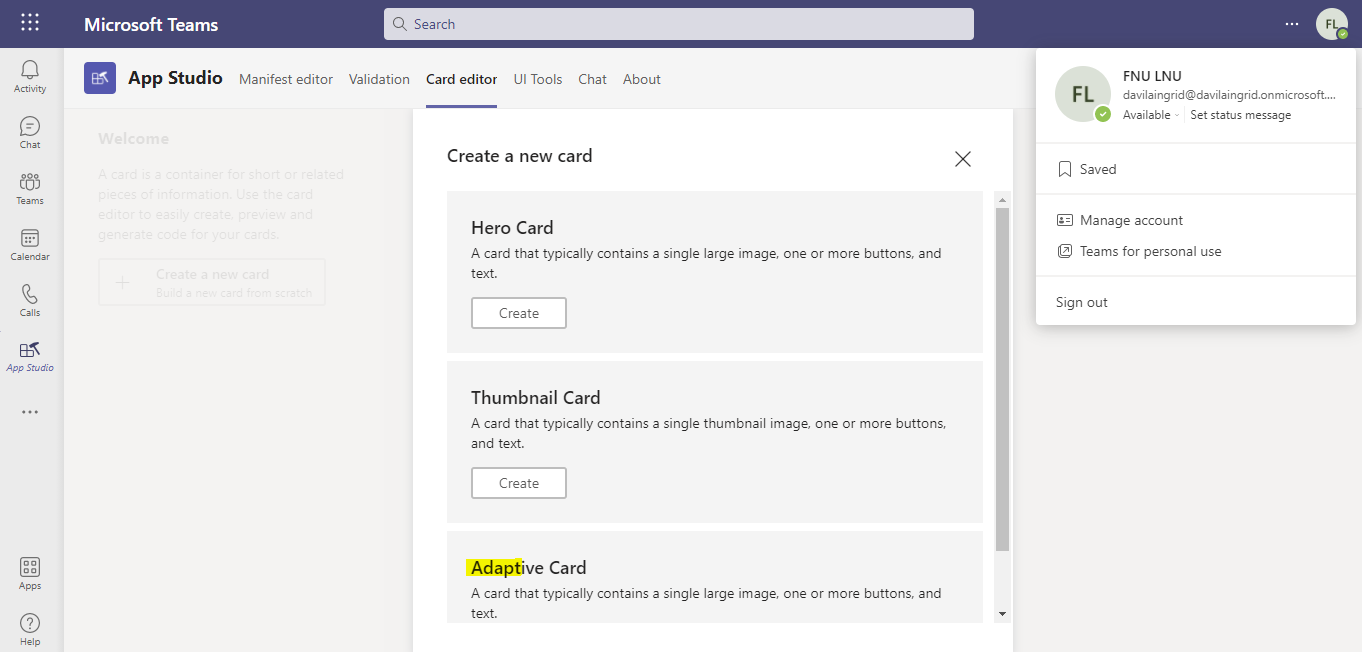 Microsoft Teams
Search
FL
Activity
Chat
Teams
Calendar
Calls
App Studio
Apps
Help
App Studio
Manifest editor
Validation
Card editor
UI Tools
Chat
About
Welcome
A card is a container for short or related
pieces of information. Use the card
editor to easily create, preview and
generate code for your cards.
Create a new card
Build a new card from scratch
Create a new card
Hero Card
A card that typically contains a single large image, one or more buttons, and
text.
Create
Thumbnail Card
A card that typically contains a single thumbnail image, one or more buttons,
and text.
Create
Adaptive Card
A card that typically contains a single large image, one or more buttons, and
text.
FL
FNU LNU
davilaingrid@davilaingrid.onmicrosoft....
Available
Set status message
Saved
Manage account
Teams for personal use
Sign out